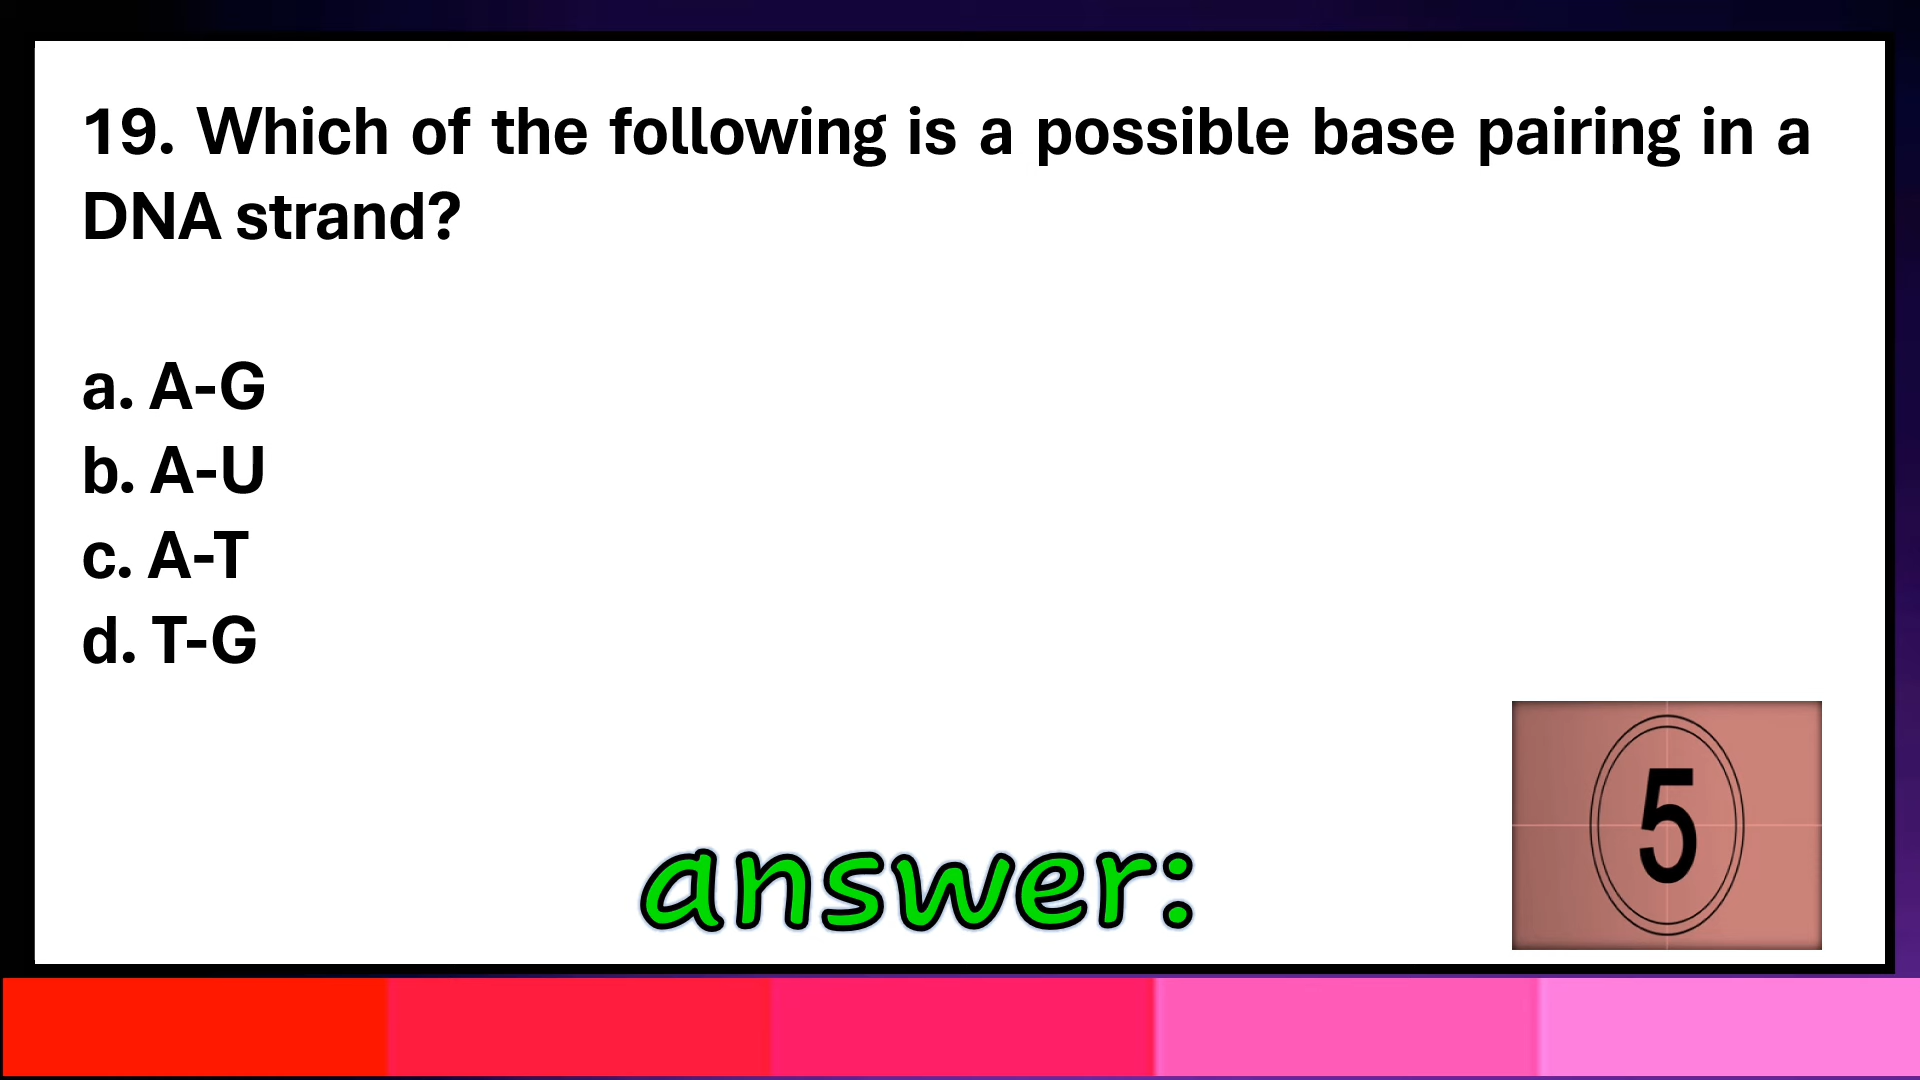 19. Which of the following is a possible base pairing in a
DNA strand?
a. A-G
b. A-U
c. A-T
d. T-G
answer:
5